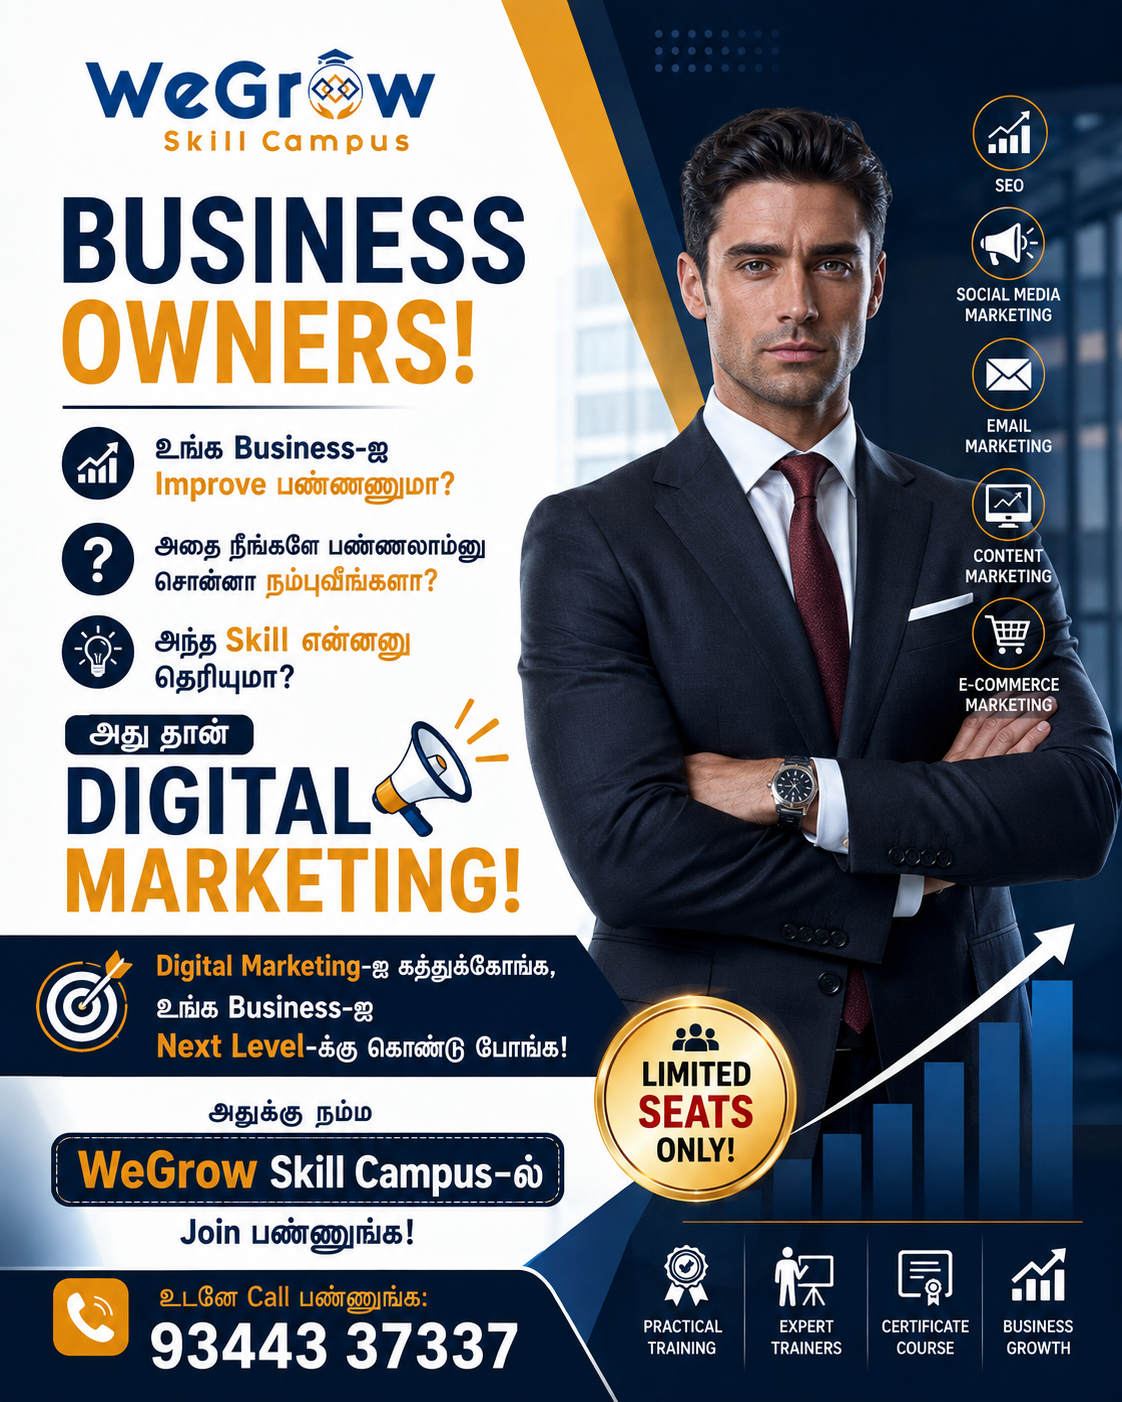 WeGrow
Skill Campus
BUSINESS
OWNERS!
உங்க Business-ஐ
Improve பண்ணணுமா?
அதை நீங்களே பண்ணலாம்னு
சொன்னா நம்புவீங்களா?
அந்த Skill என்னனு
தெரியுமா?
அது தான்
DIGITAL
MARKETING!
Digital Marketing-ஐ கத்துக்கோங்க,
உங்க Business-ஐ
Next Level-க்கு கொண்டு போங்க!
அதுக்கு நம்ம
WeGrow Skill Campus-ல்
Join பண்ணுங்க!
உடனே Call பண்ணுங்க:
93443 37337
SEO
SOCIAL MEDIA
MARKETING
EMAIL
MARKETING
CONTENT
MARKETING
E-COMMERCE
MARKETING
LIMITED
SEATS
ONLY!
PRACTICAL
TRAINING
EXPERT
TRAINERS
CERTIFICATE
COURSE
BUSINESS
GROWTH